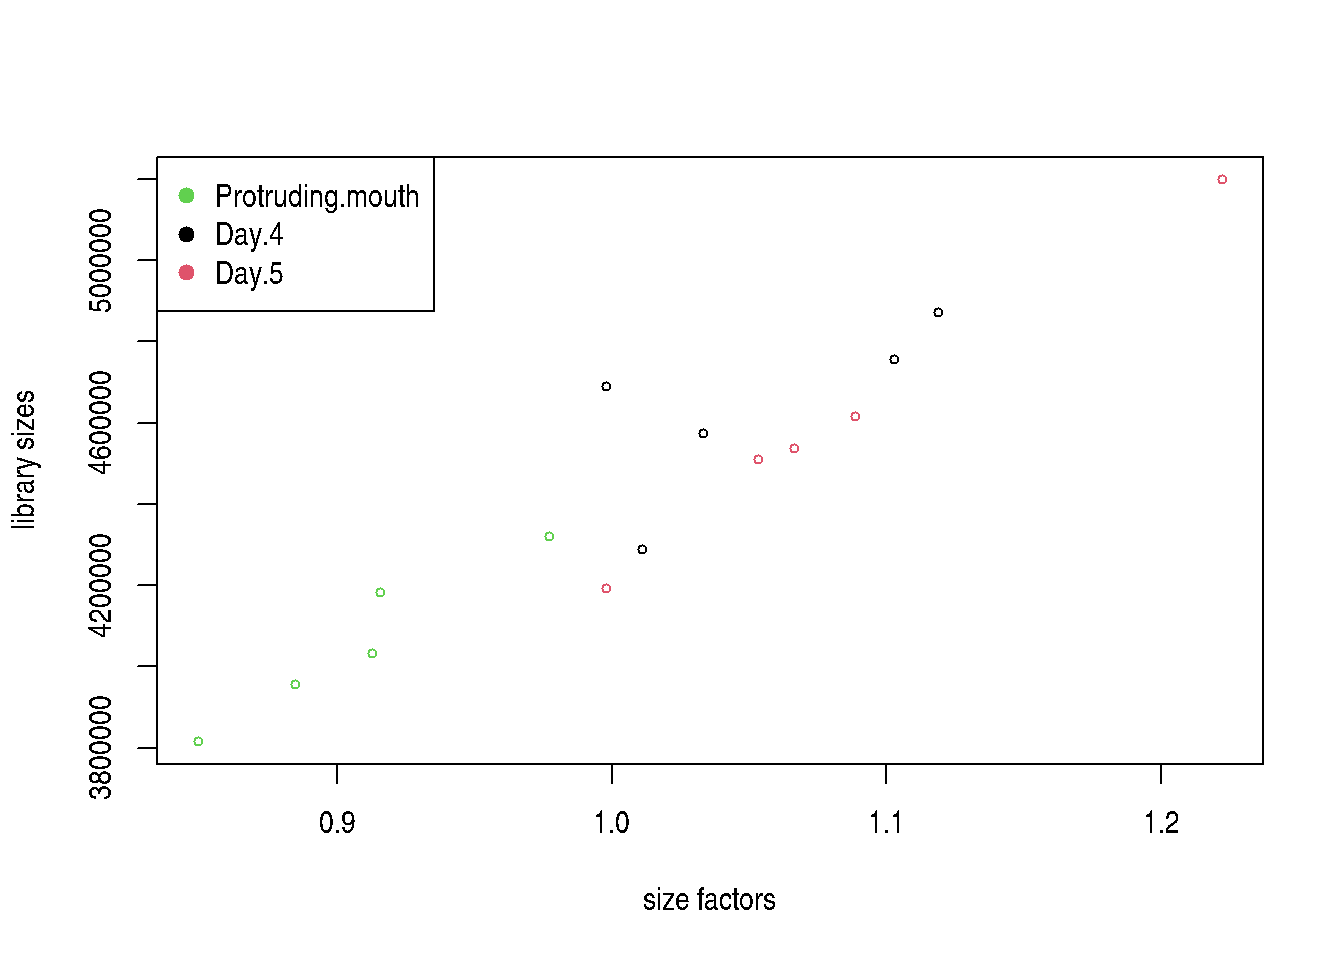 Protruding.mouth
Day.4
Day.5
library sizes
5000000
4600000
4200000
3800000
0.9 1.0 1.1 1.2
size factors